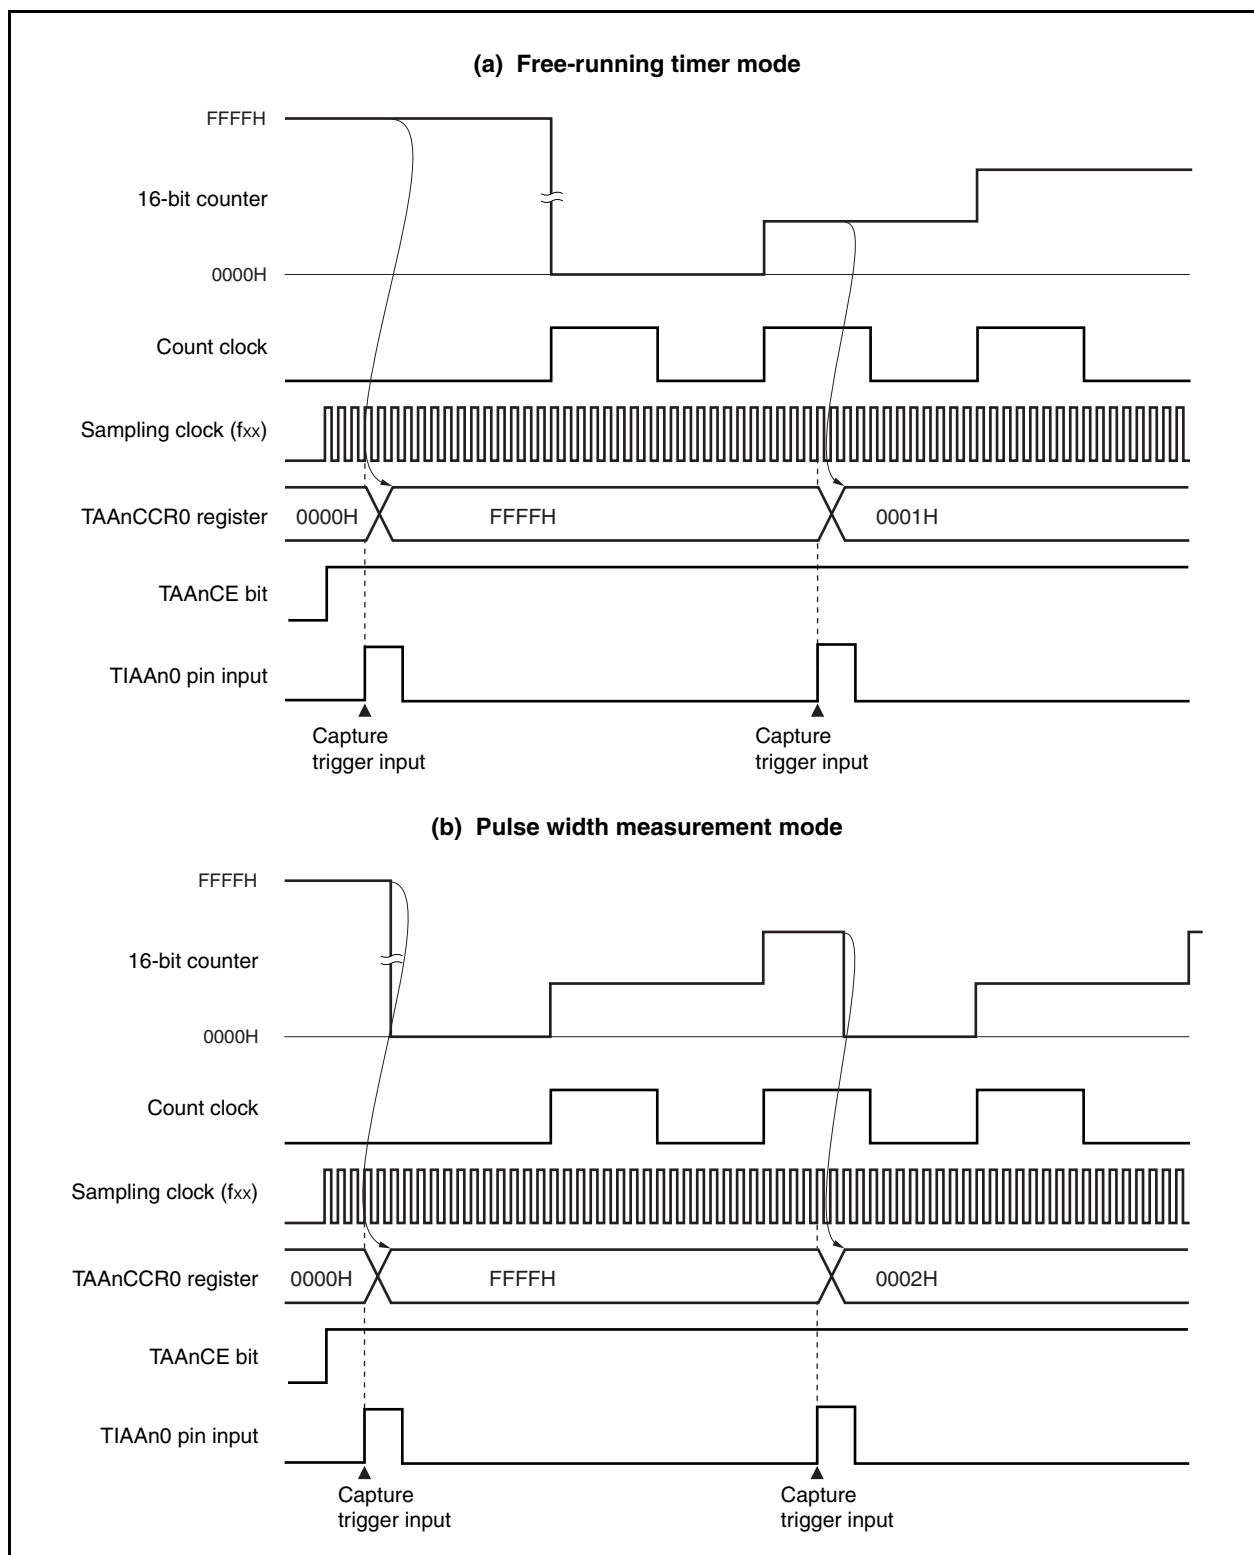 (a) Free-running timer mode
FFFFH
16-bit counter
0000H
Count clock
Sampling clock (fxx)
TAAnCCR0 register 0000H FFFFH 0001H
TAAnCE bit
TIAAn0 pin input
Capture Capture
trigger input trigger input
(b) Pulse width measurement mode
FFFFH
16-bit counter
0000H
Count clock
Sampling clock (fxx)
TAAnCCR0 register 0000H FFFFH 0002H
TAAnCE bit
TIAAn0 pin input
Capture Capture
trigger input trigger input